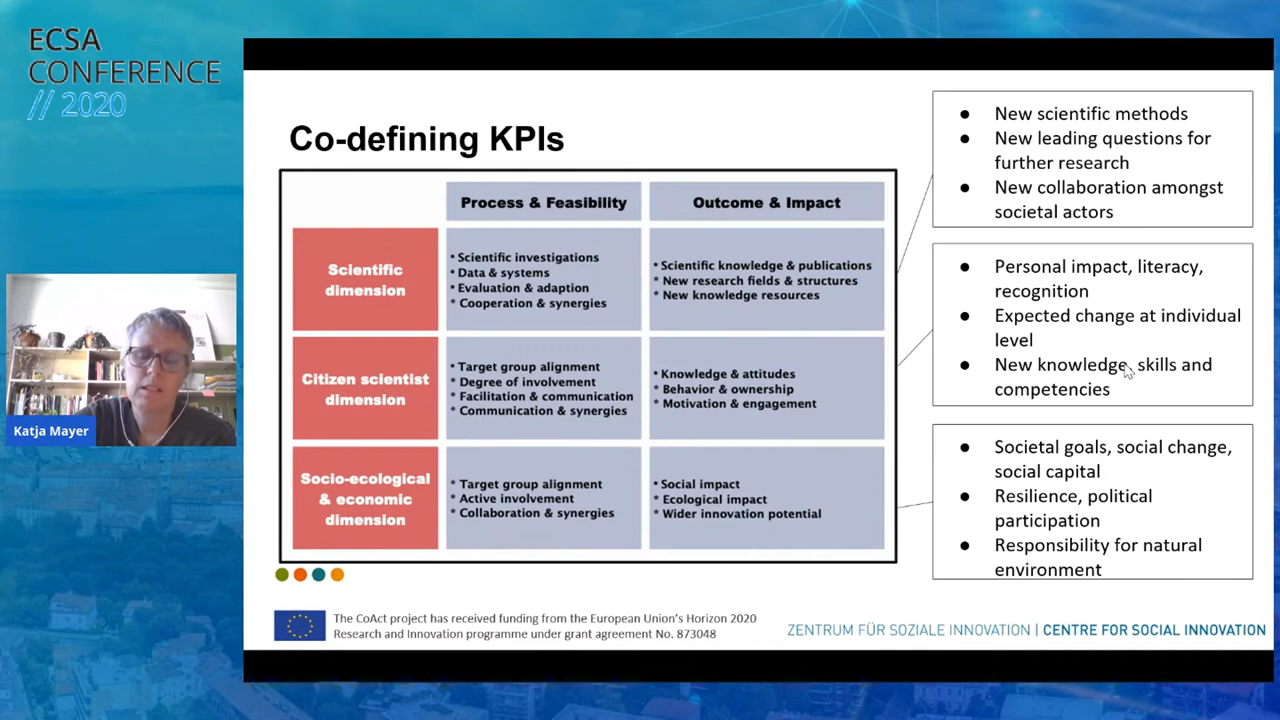 ECSA
CONFERENCE
// 2020
Co-defining KPIs
Process & Feasibility
Outcome & Impact
Scientific
dimension
* Scientific investigations
* Data & systems
* Evaluation & adaption
* Cooperation & synergies
* Scientific knowledge & publications
* New research fields & structures
* New knowledge resources
Citizen scientist
dimension
* Target group alignment
* Degree of involvement
* Facilitation & communication
* Communication & synergies
* Knowledge & attitudes
* Behavior & ownership
* Motivation & engagement
Socio-ecological
& economic
dimension
* Target group alignment
* Active involvement
* Collaboration & synergies
* Social impact
* Ecological impact
* Wider innovation potential
● New scientific methods
● New leading questions for
further research
● New collaboration amongst
societal actors
● Personal impact, literacy,
recognition
● Expected change at individual
level
● New knowledge, skills and
competencies
● Societal goals, social change,
social capital
● Resilience, political
participation
● Responsibility for natural
environment
Katja Mayer
The CoAct project has received funding from the European Union's Horizon 2020
Research and Innovation programme under grant agreement No. 873048
ZENTRUM FÜR SOZIALE INNOVATION | CENTRE FOR SOCIAL INNOVATION